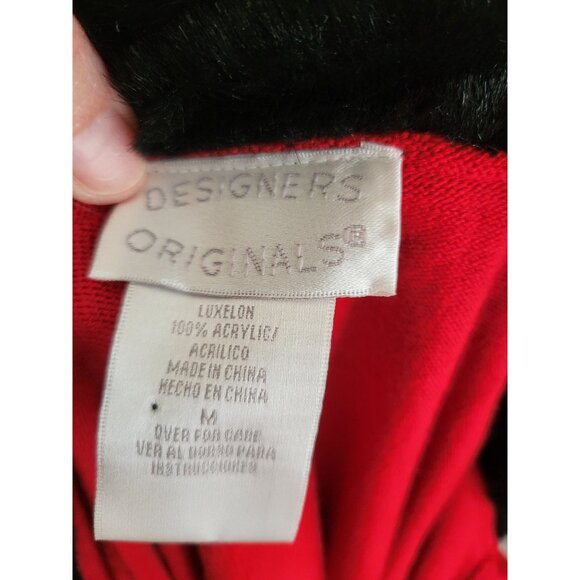 DESIGNERS
ORIGINALS®
LUXELON
100% ACRYLIC/
ACRILICO
MADE IN CHINA
HECHO EN CHINA
M
OVER FOR CARE
VER AL DORSO PARA
INSTRUCCIONES